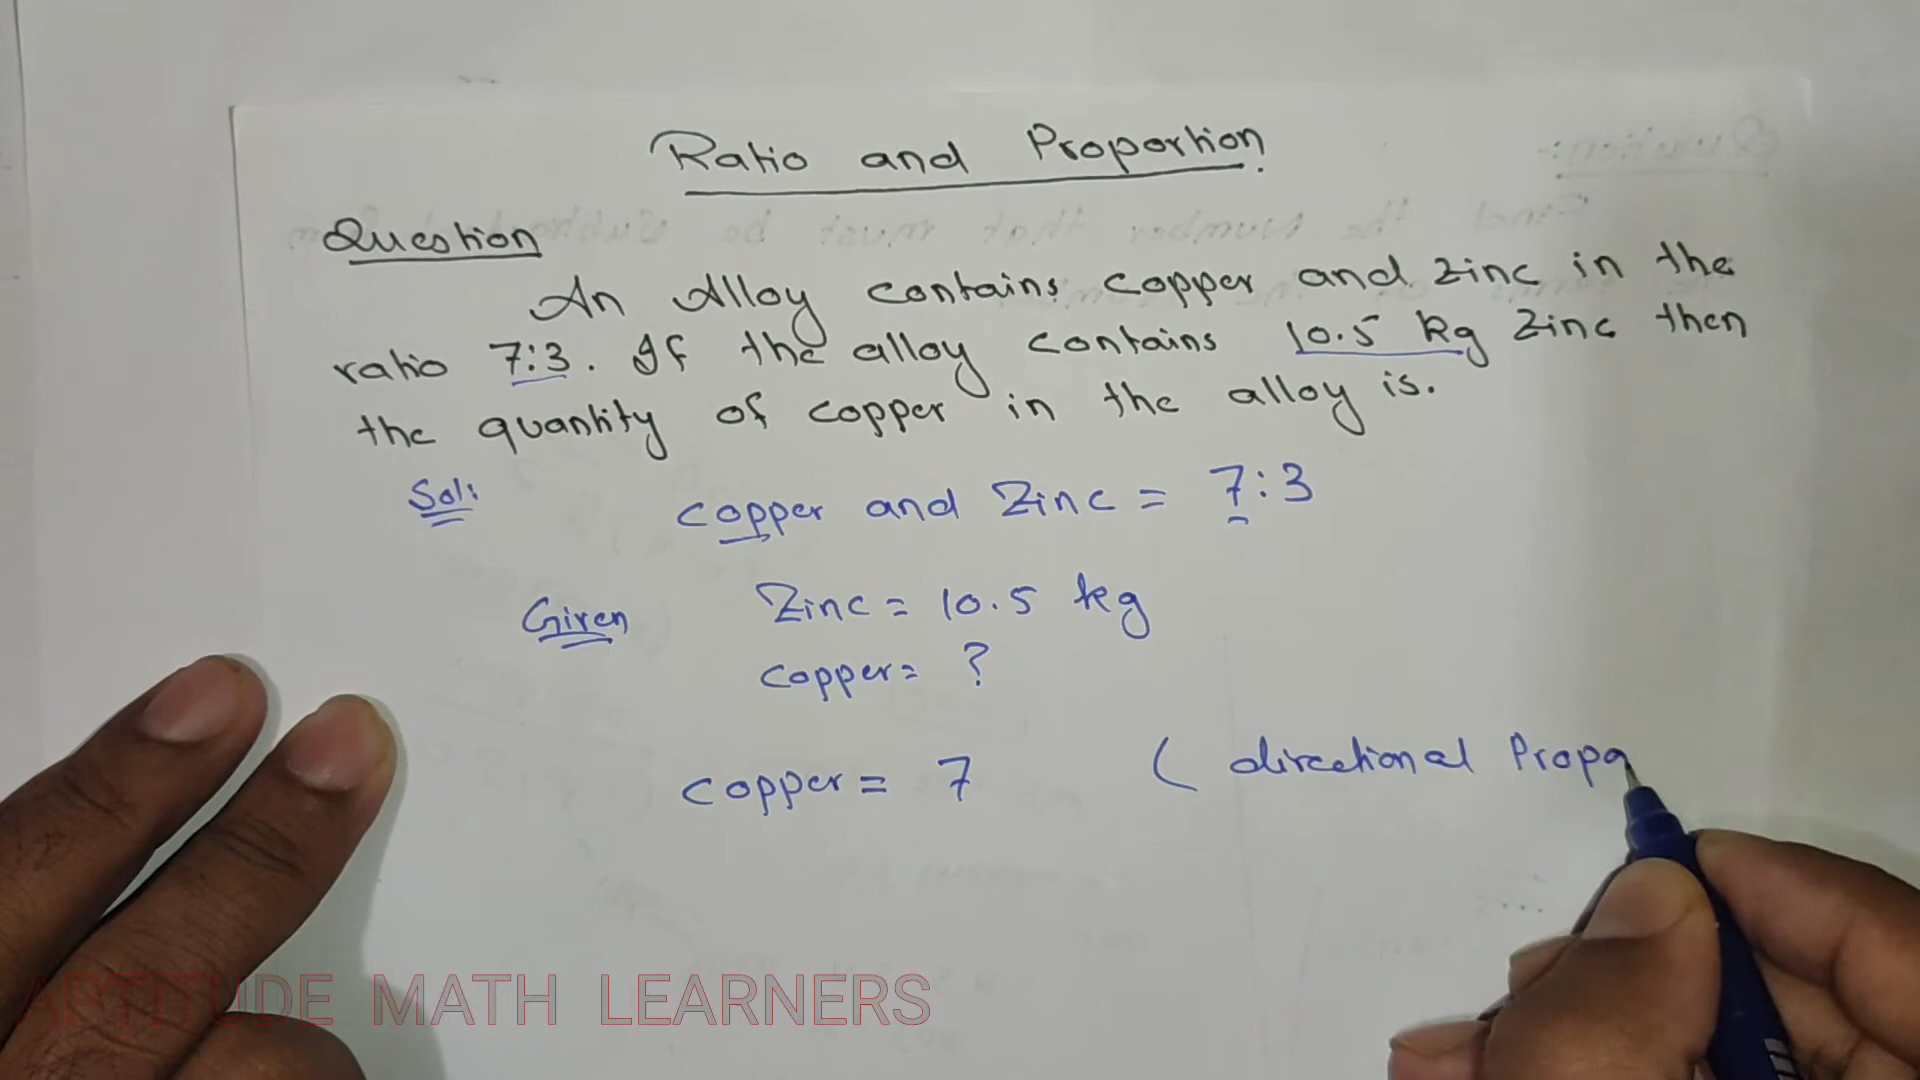 Ratio and Proportion.
Question
An Alloy contains copper and zinc in the
ratio 7:3. If the alloy contains 10.5 kg Zinc then
the quantity of copper in the alloy is.
Sol:
copper and Zinc = 7:3
Given Zinc = 10.5 kg
copper = ?
copper = 7 ( directional Propo
APTITUDE MATH LEARNERS